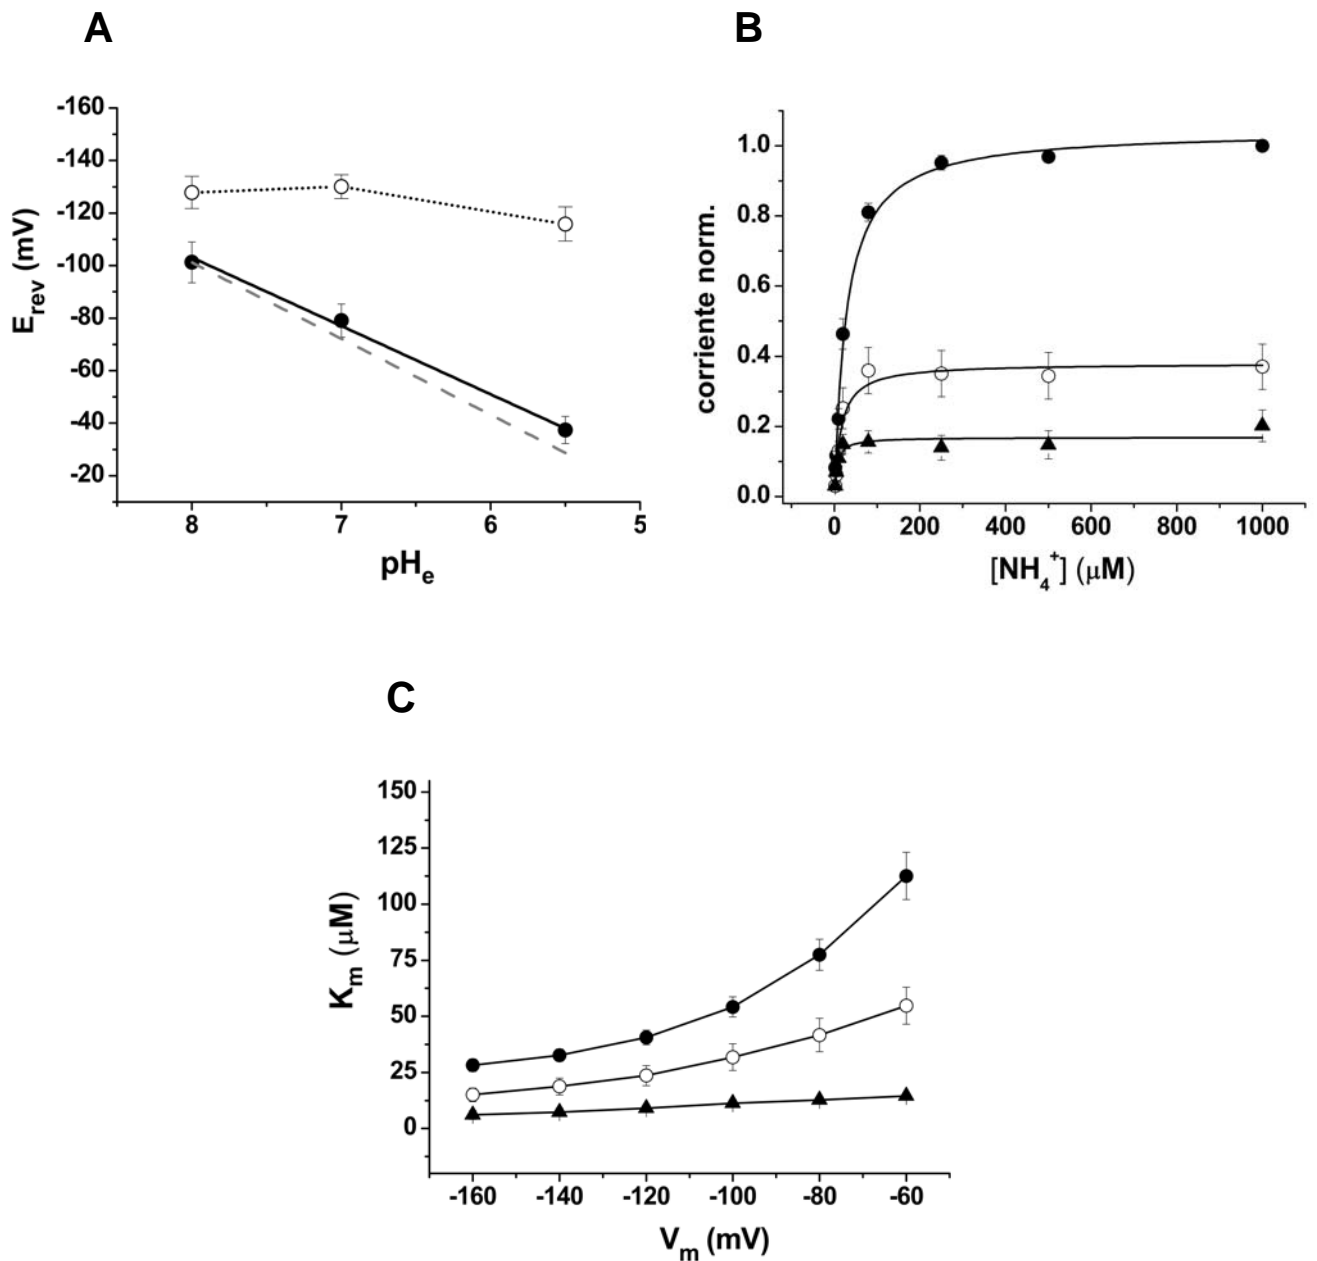 A
B
-160
-140
-120
-100
-80
-60
-40
-20
E_rev (mV)
8 7 6 5
pH_e
1.0
0.8
0.6
0.4
0.2
0.0
corriente norm.
0 200 400 600 800 1000
[NH₄⁺] (μM)
C
150
125
100
75
50
25
0
K_m (μM)
-160 -140 -120 -100 -80 -60
V_m (mV)